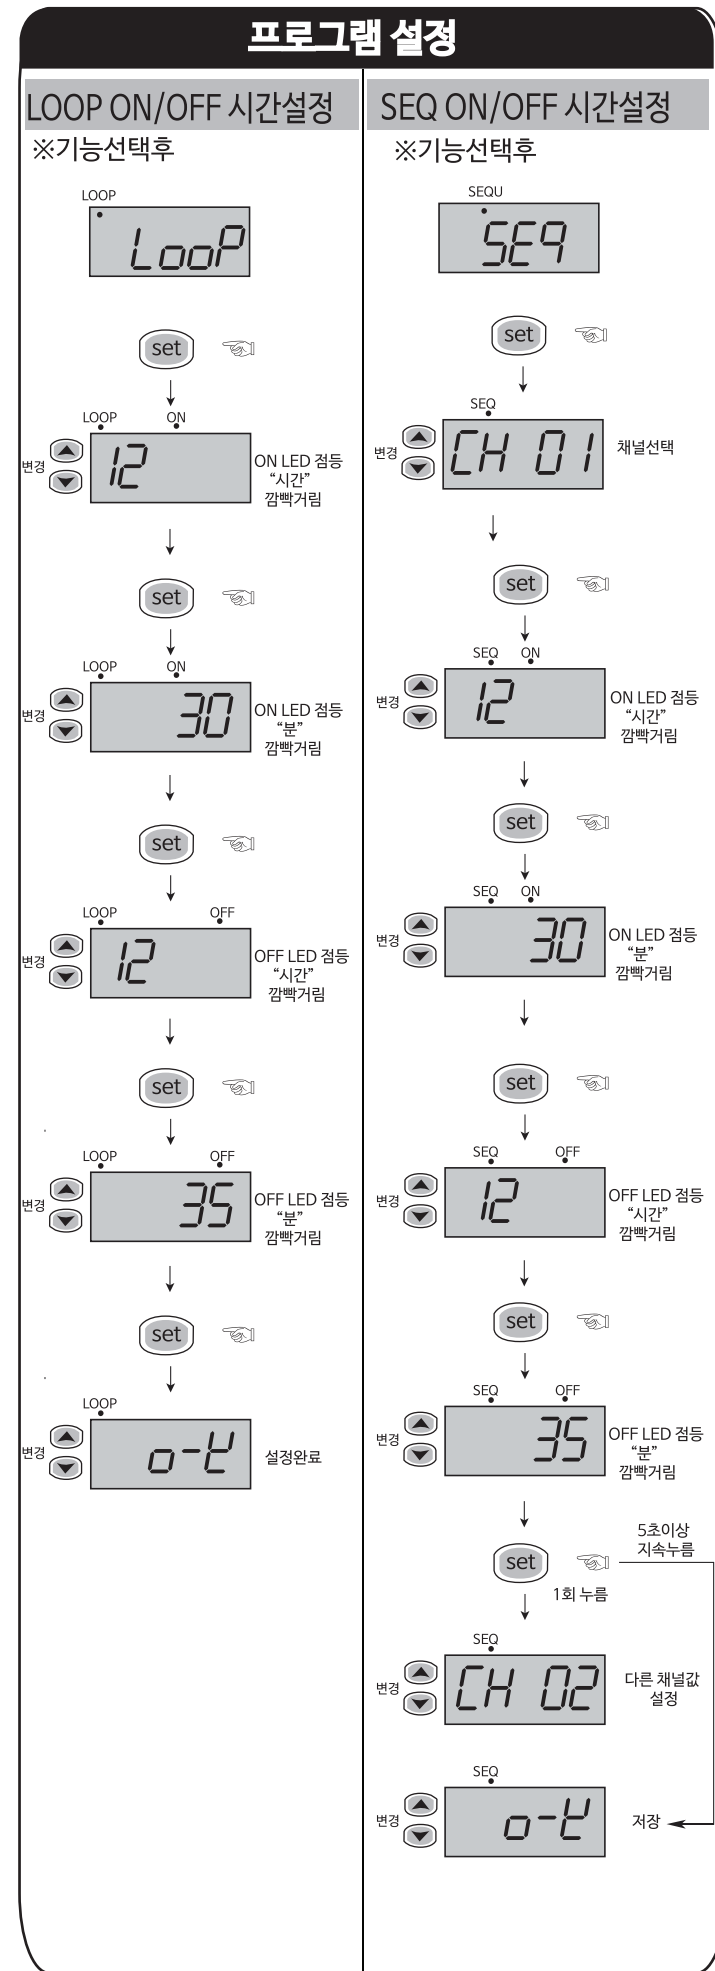 프로그램 설정
LOOP ON/OFF 시간설정
※기능선택후
LOOP
LooP
set
LOOP ON
변경
12
ON LED 점등
“시간”
깜빡거림
set
LOOP ON
변경
30
ON LED 점등
“분”
깜빡거림
set
LOOP OFF
변경
12
OFF LED 점등
“시간”
깜빡거림
set
LOOP OFF
변경
35
OFF LED 점등
“분”
깜빡거림
set
LOOP
변경
o-k
설정완료
SEQ ON/OFF 시간설정
※기능선택후
SEQU
SEq
set
SEQ
변경
CH 01
채널선택
set
SEQ ON
변경
12
ON LED 점등
“시간”
깜빡거림
set
SEQ ON
변경
30
ON LED 점등
“분”
깜빡거림
set
SEQ OFF
변경
12
OFF LED 점등
“시간”
깜빡거림
set
SEQ OFF
변경
35
OFF LED 점등
“분”
깜빡거림
set
5초이상
지속누름
1회 누름
SEQ
변경
CH 02
다른 채널값
설정
SEQ
변경
o-k
저장